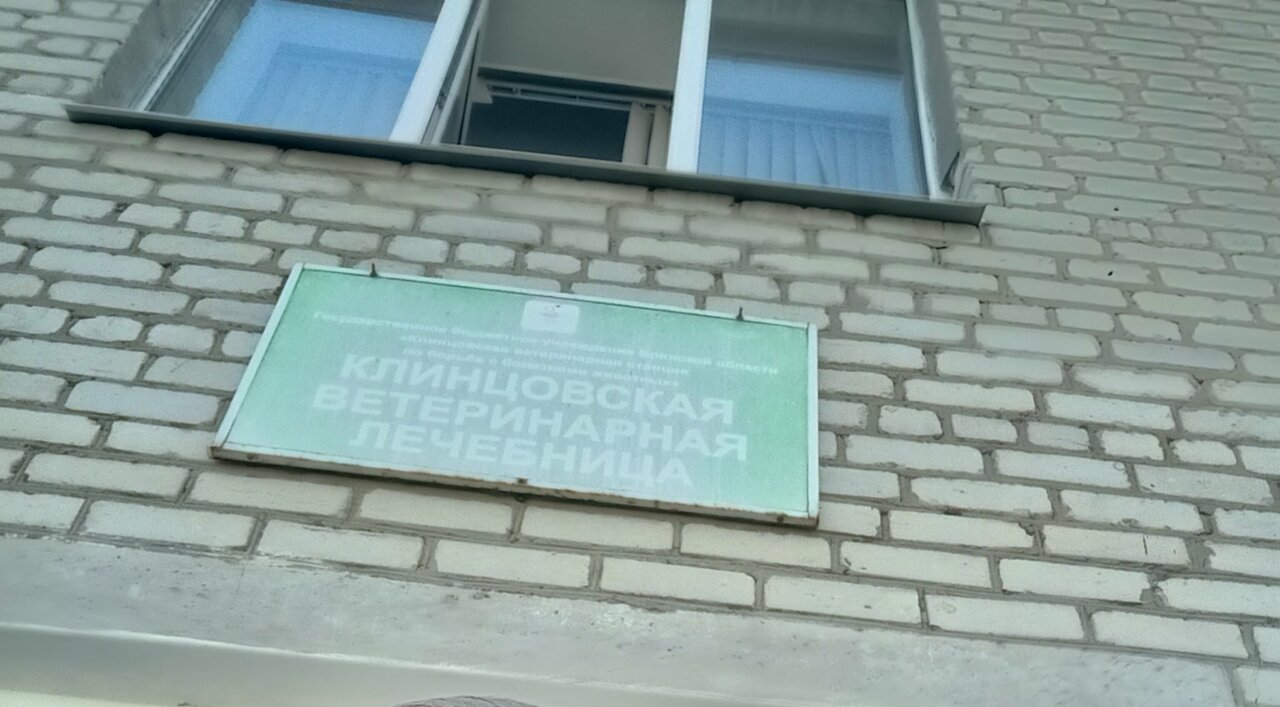 Государственное бюджетное учреждение Брянской области
«Клинцовская ветеринарная станция
по борьбе с болезнями животных»
КЛИНЦОВСКАЯ
ВЕТЕРИНАРНАЯ
ЛЕЧЕБНИЦА